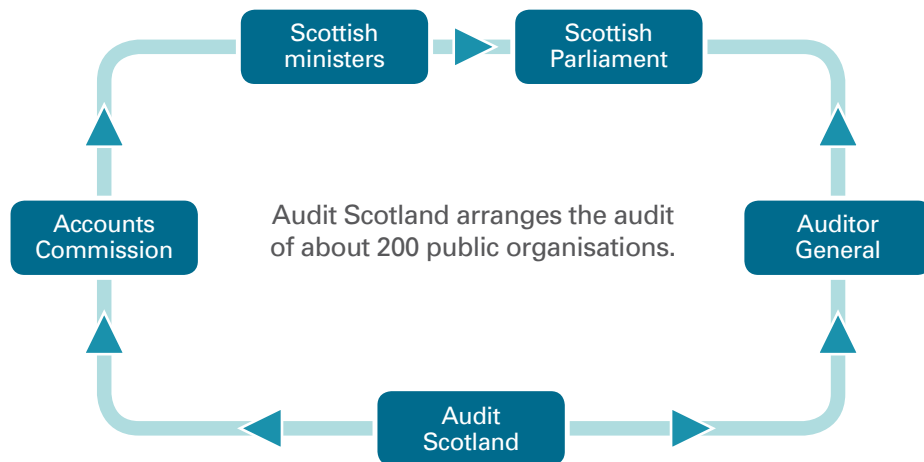 Scottish
ministers
Scottish
Parliament
Accounts
Commission
Audit Scotland arranges the audit
of about 200 public organisations.
Auditor
General
Audit
Scotland